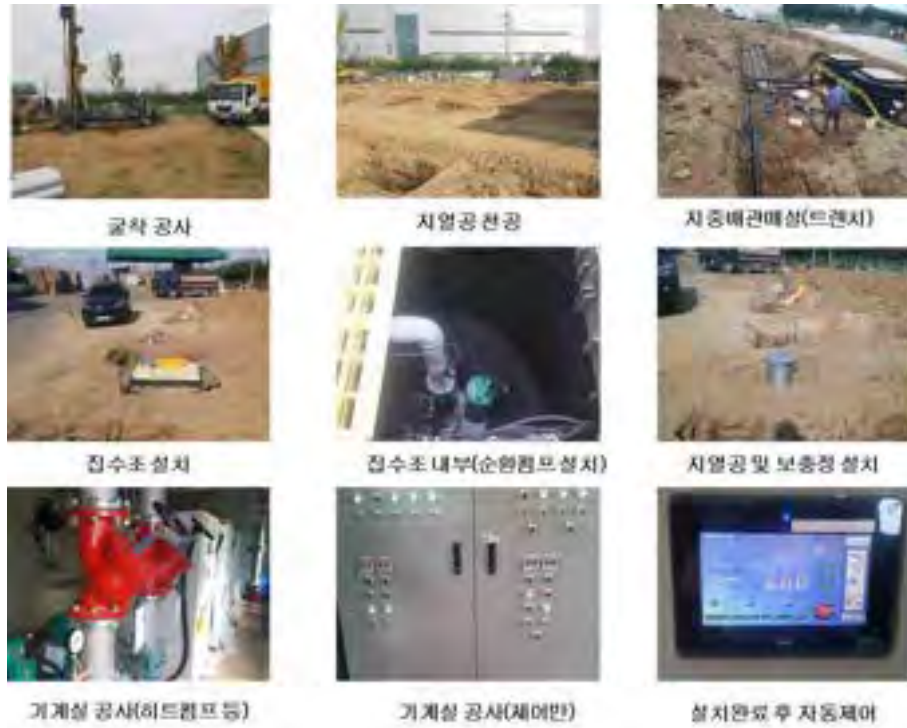 굴착 공사
지열공 천공
지중배관매설(트렌치)
집수조 설치
집수조 내부(순환펌프 설치)
지열공 및 보충정 설치
기계실 공사(히트펌프 등)
기계실 공사(제어반)
설치완료 후 자동제어